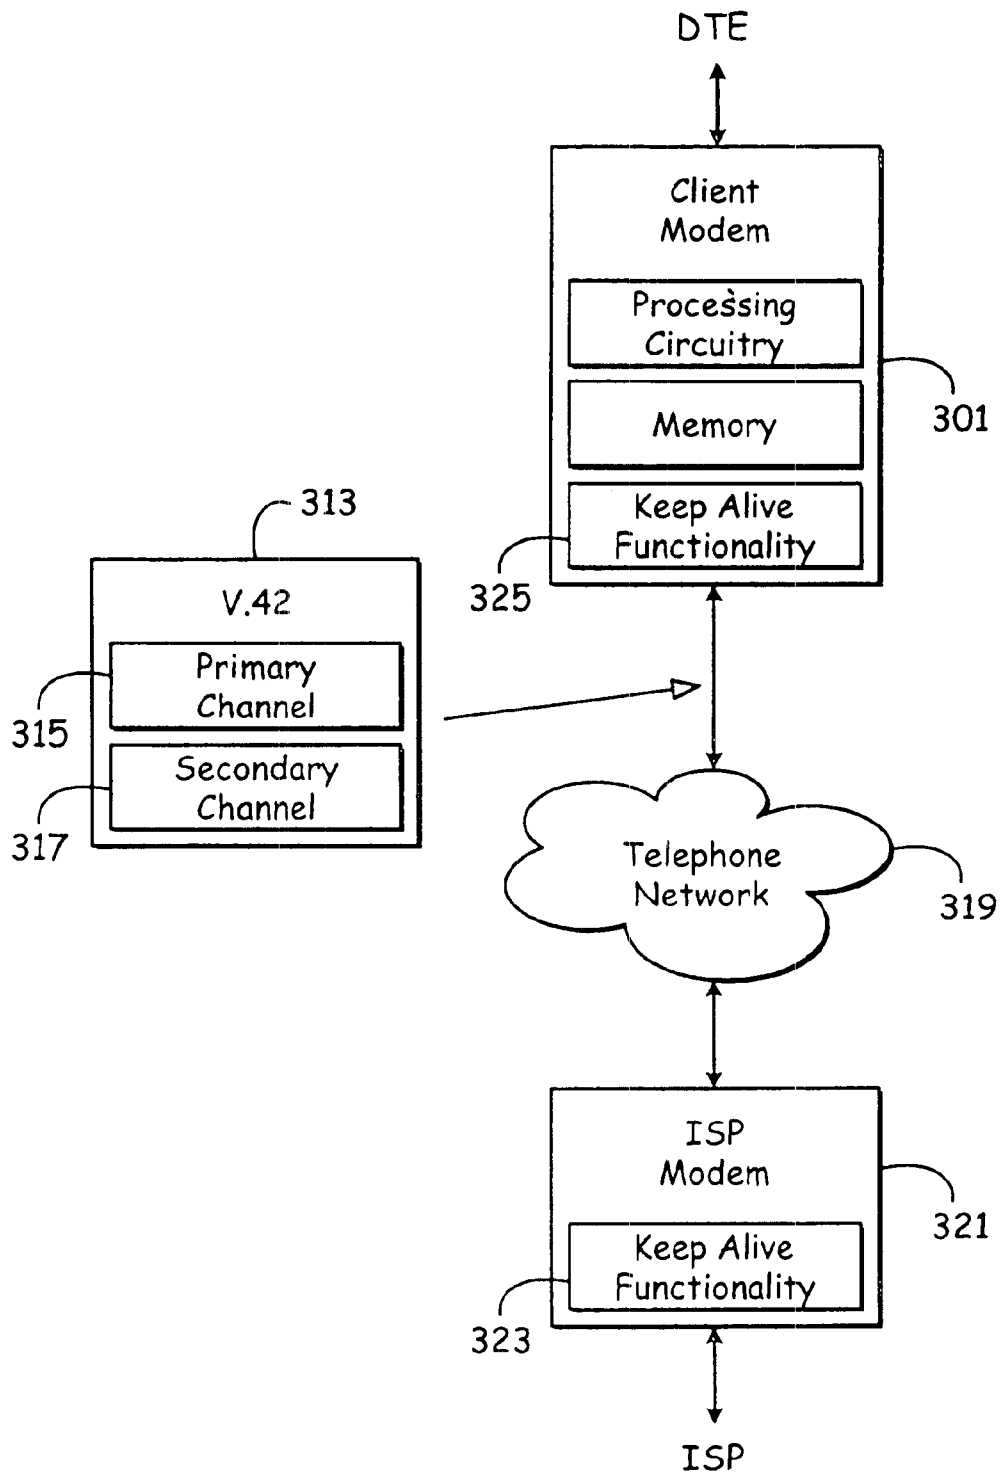 DTE
Client
Modem
Processing
Circuitry
Memory
301
Keep Alive
Functionality
325
313
V.42
Primary
Channel
315
Secondary
Channel
317
Telephone
Network
319
ISP
Modem
321
Keep Alive
Functionality
323
ISP